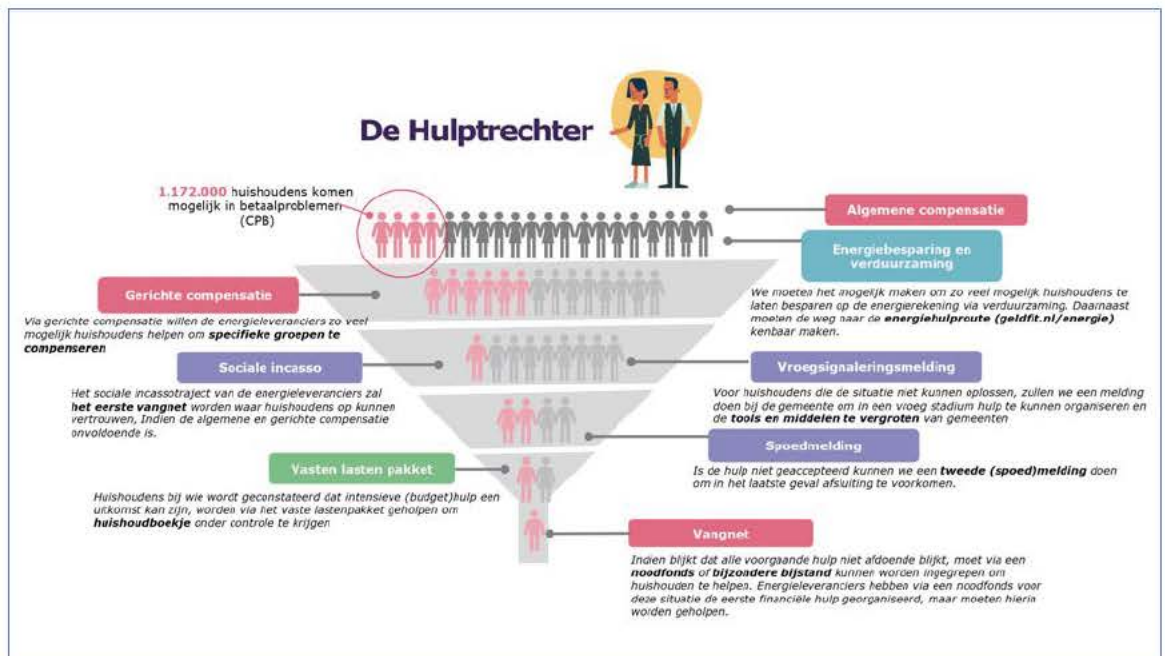 De Hulptrechter
1.172.000 huishoudens komen
mogelijk in betaalproblemen
(CPB)
Algemene compensatie
Energiebesparing en
verduurzaming
We moeten het mogelijk maken om zo veel mogelijk huishoudens te
laten besparen op de energierekening via verduurzaming. Daarnaast
moeten de weg naar de energiehulproute (geldfit.nl/energie)
kenbaar maken.
Gerichte compensatie
Via gerichte compensatie willen de energieleveranciers zo veel
mogelijk huishoudens helpen om specifieke groepen te
compenseren
Sociale incasso
Het sociale incassotraject van de energieleveranciers zal
het eerste vangnet worden waar huishoudens op kunnen
vertrouwen, Indien de algemene en gerichte compensatie
onvoldoende is.
Vroegsignaleringsmelding
Voor huishoudens die de situatie niet kunnen oplossen, zullen we een melding
doen bij de gemeente om in een vroeg stadium hulp te kunnen organiseren en
de tools en middelen te vergroten van gemeenten
Spoedmelding
Is de hulp niet geaccepteerd kunnen we een tweede (spoed)melding doen
om in het laatste geval afsluiting te voorkomen.
Vasten lasten pakket
Huishoudens bij wie wordt geconstateerd dat intensieve (budget)hulp een
uitkomst kan zijn, worden via het vaste lastenpakket geholpen om
huishoudboekje onder controle te krijgen
Vangnet
Indien blijkt dat alle voorgaande hulp niet afdoende blijkt, moet via een
noodfonds of bijzondere bijstand kunnen worden ingegrepen om
huishouden te helpen. Energieleveranciers hebben via een noodfonds voor
deze situatie de eerste financiële hulp georganiseerd, maar moeten hierin
worden geholpen.